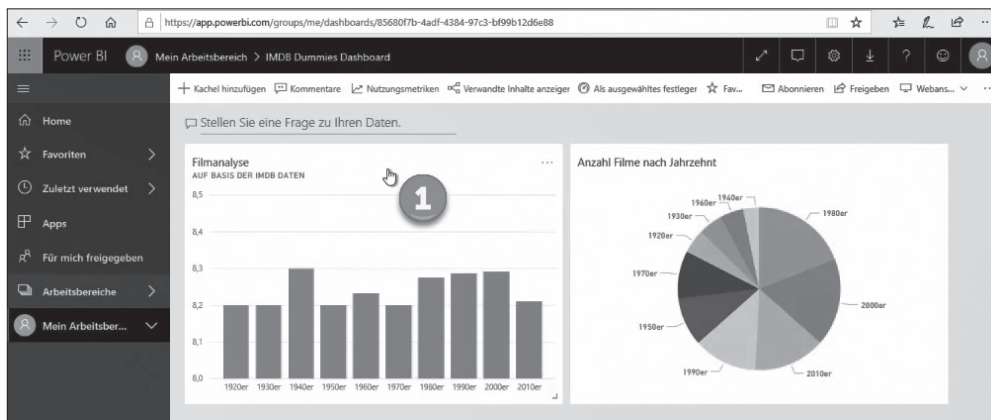 https://app.powerbi.com/groups/me/dashboards/85680f7b-4adf-4384-97c3-bf99b12d6e88
Power BI Mein Arbeitsbereich > IMDB Dummies Dashboard
+ Kachel hinzufügen Kommentare Nutzungsmetriken Verwandte Inhalte anzeiger Als ausgewähltes festleger Fav... Abonnieren Freigeben Webans...
Home
Favoriten
Zuletzt verwendet
Apps
Für mich freigegeben
Arbeitsbereiche
Mein Arbeitsber...
Stellen Sie eine Frage zu Ihren Daten.
Filmanalyse
AUF BASIS DER IMDB DATEN
1
8,5
8,4
8,3
8,2
8,1
8,0
1920er 1930er 1940er 1950er 1960er 1970er 1980er 1990er 2000er 2010er
Anzahl Filme nach Jahrzehnt
1940er
1960er
1980er
1930er
1920er
1970er
2000er
1950er
1990er
2010er